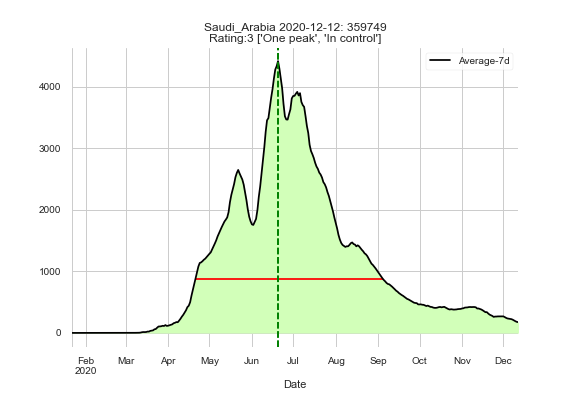 Saudi_Arabia 2020-12-12: 359749
Rating:3 ['One peak', 'In control']
Average-7d
4000
3000
2000
1000
0
Feb Mar Apr May Jun Jul Aug Sep Oct Nov Dec
2020
Date